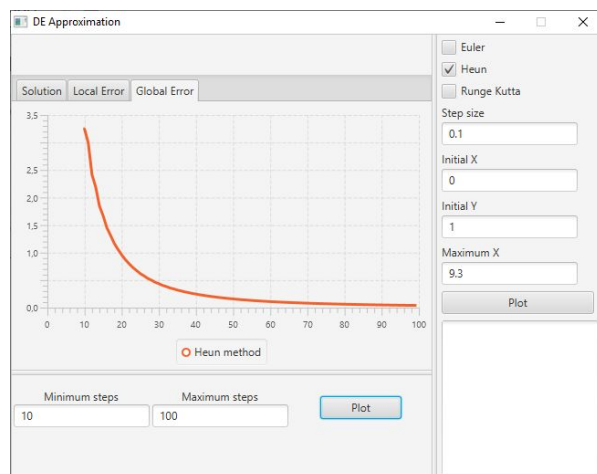 DE Approximation
Solution Local Error Global Error
3,5
2,5
2,0
1,5
1,0
0,0
0 10 20 30 40 50 60 70 80 90 100
Heun method
Minimum steps Maximum steps
10 100 Plot
Euler
Heun
Runge Kutta
Step size
0.1
Initial X
0
Initial Y
1
Maximum X
9.3
Plot